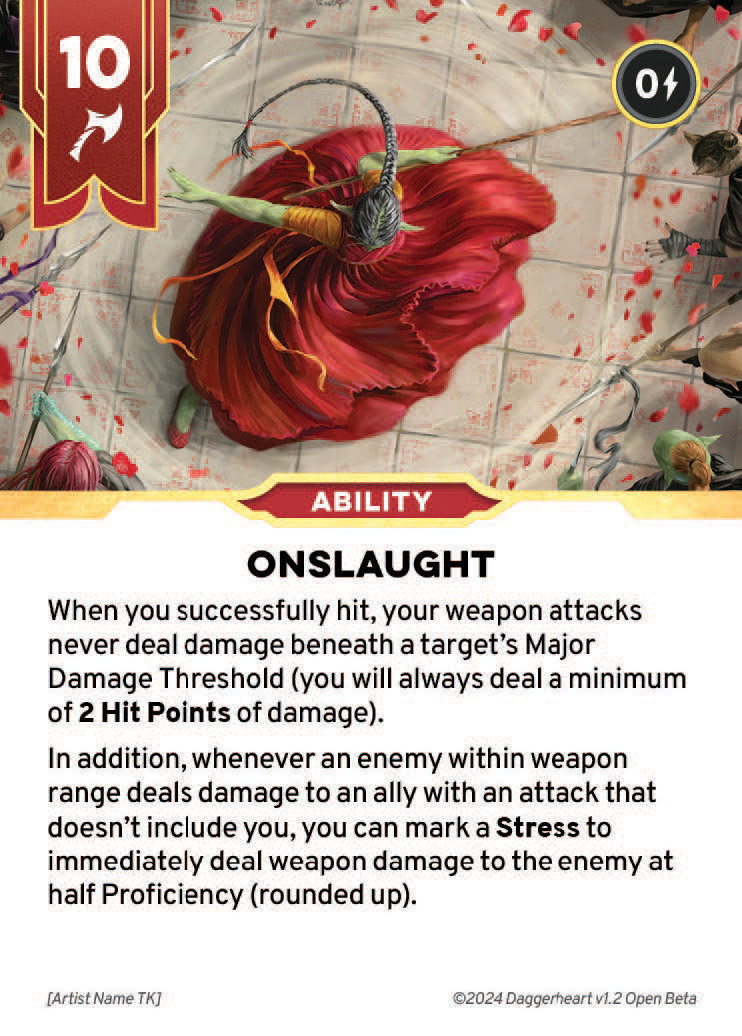 10
0
ABILITY
ONSLAUGHT
When you successfully hit, your weapon attacks
never deal damage beneath a target's Major
Damage Threshold (you will always deal a minimum
of 2 Hit Points of damage).
In addition, whenever an enemy within weapon
range deals damage to an ally with an attack that
doesn't include you, you can mark a Stress to
immediately deal weapon damage to the enemy at
half Proficiency (rounded up).
[Artist Name TK]
©2024 Daggerheart v1.2 Open Beta